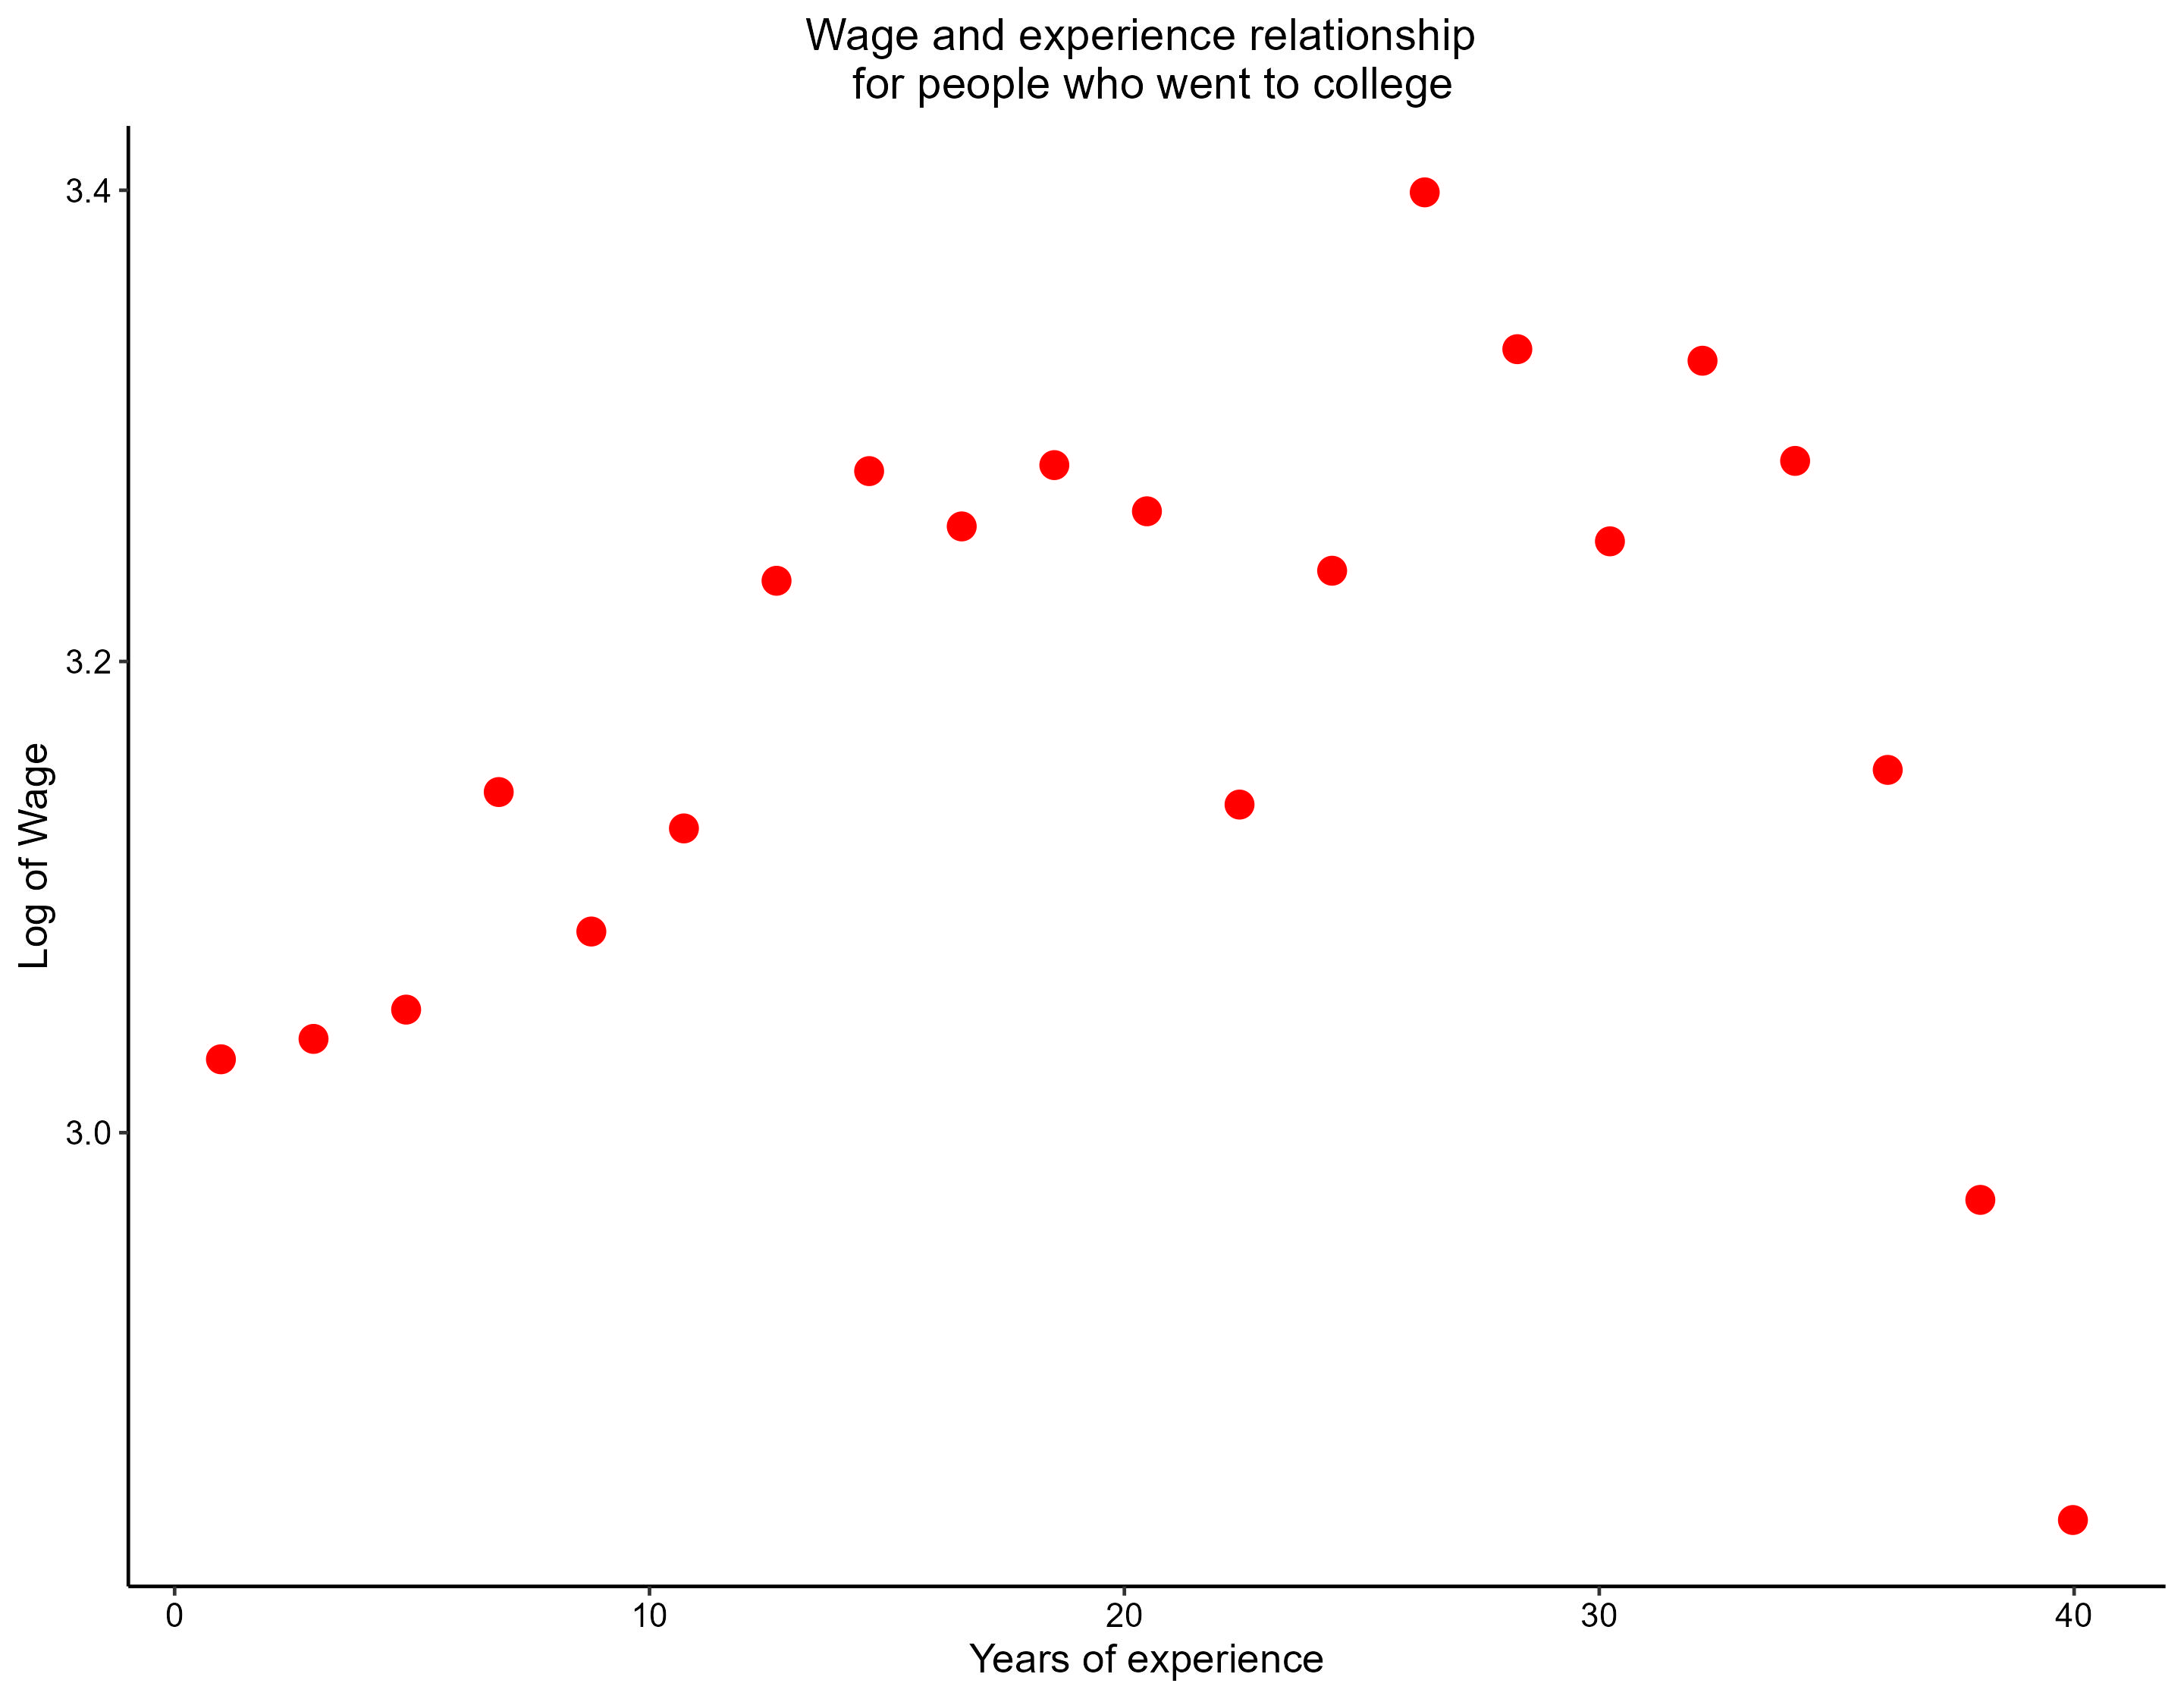 Wage and experience relationship
for people who went to college
3.4
3.2
3.0
Log of Wage
0 10 20 30 40
Years of experience